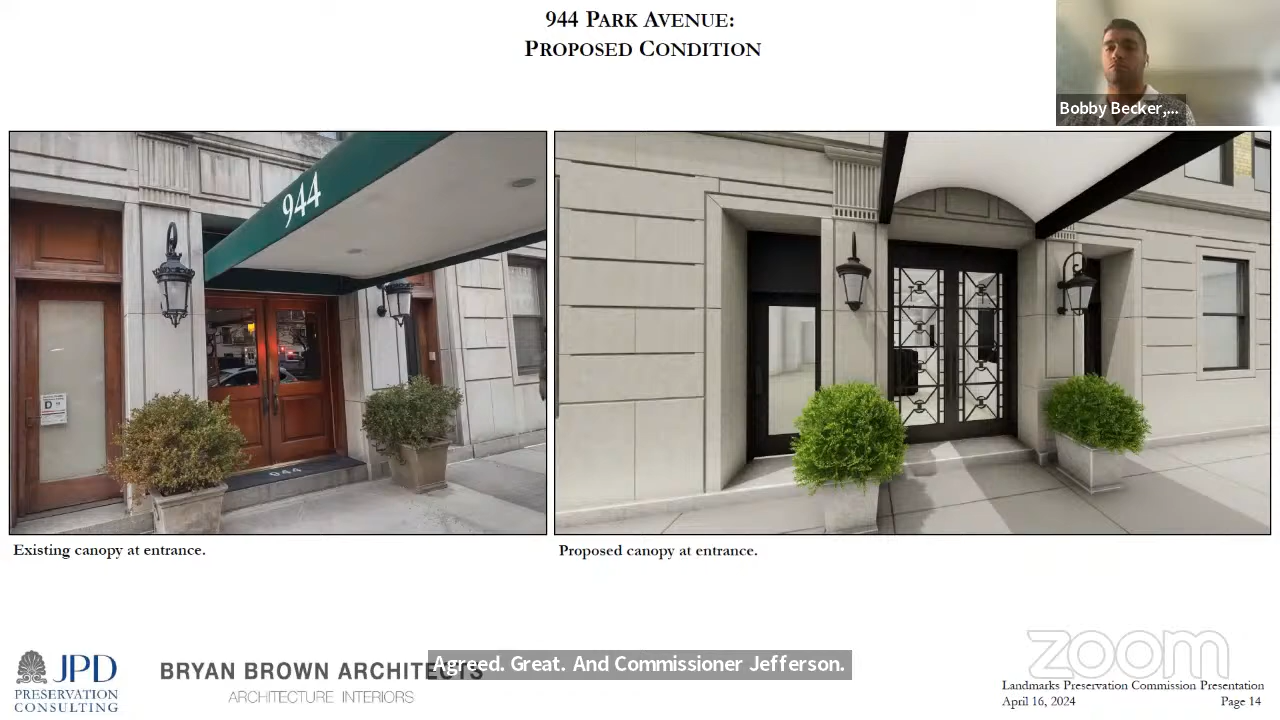 944 PARK AVENUE:
PROPOSED CONDITION
Bobby Becker,...
944
D
944
Existing canopy at entrance.
Proposed canopy at entrance.
JPD
PRESERVATION
CONSULTING
BRYAN BROWN ARCHITECTS
ARCHITECTURE INTERIORS
Agreed. Great. And Commissioner Jefferson.
zoom
Landmarks Preservation Commission Presentation
April 16, 2024
Page 14